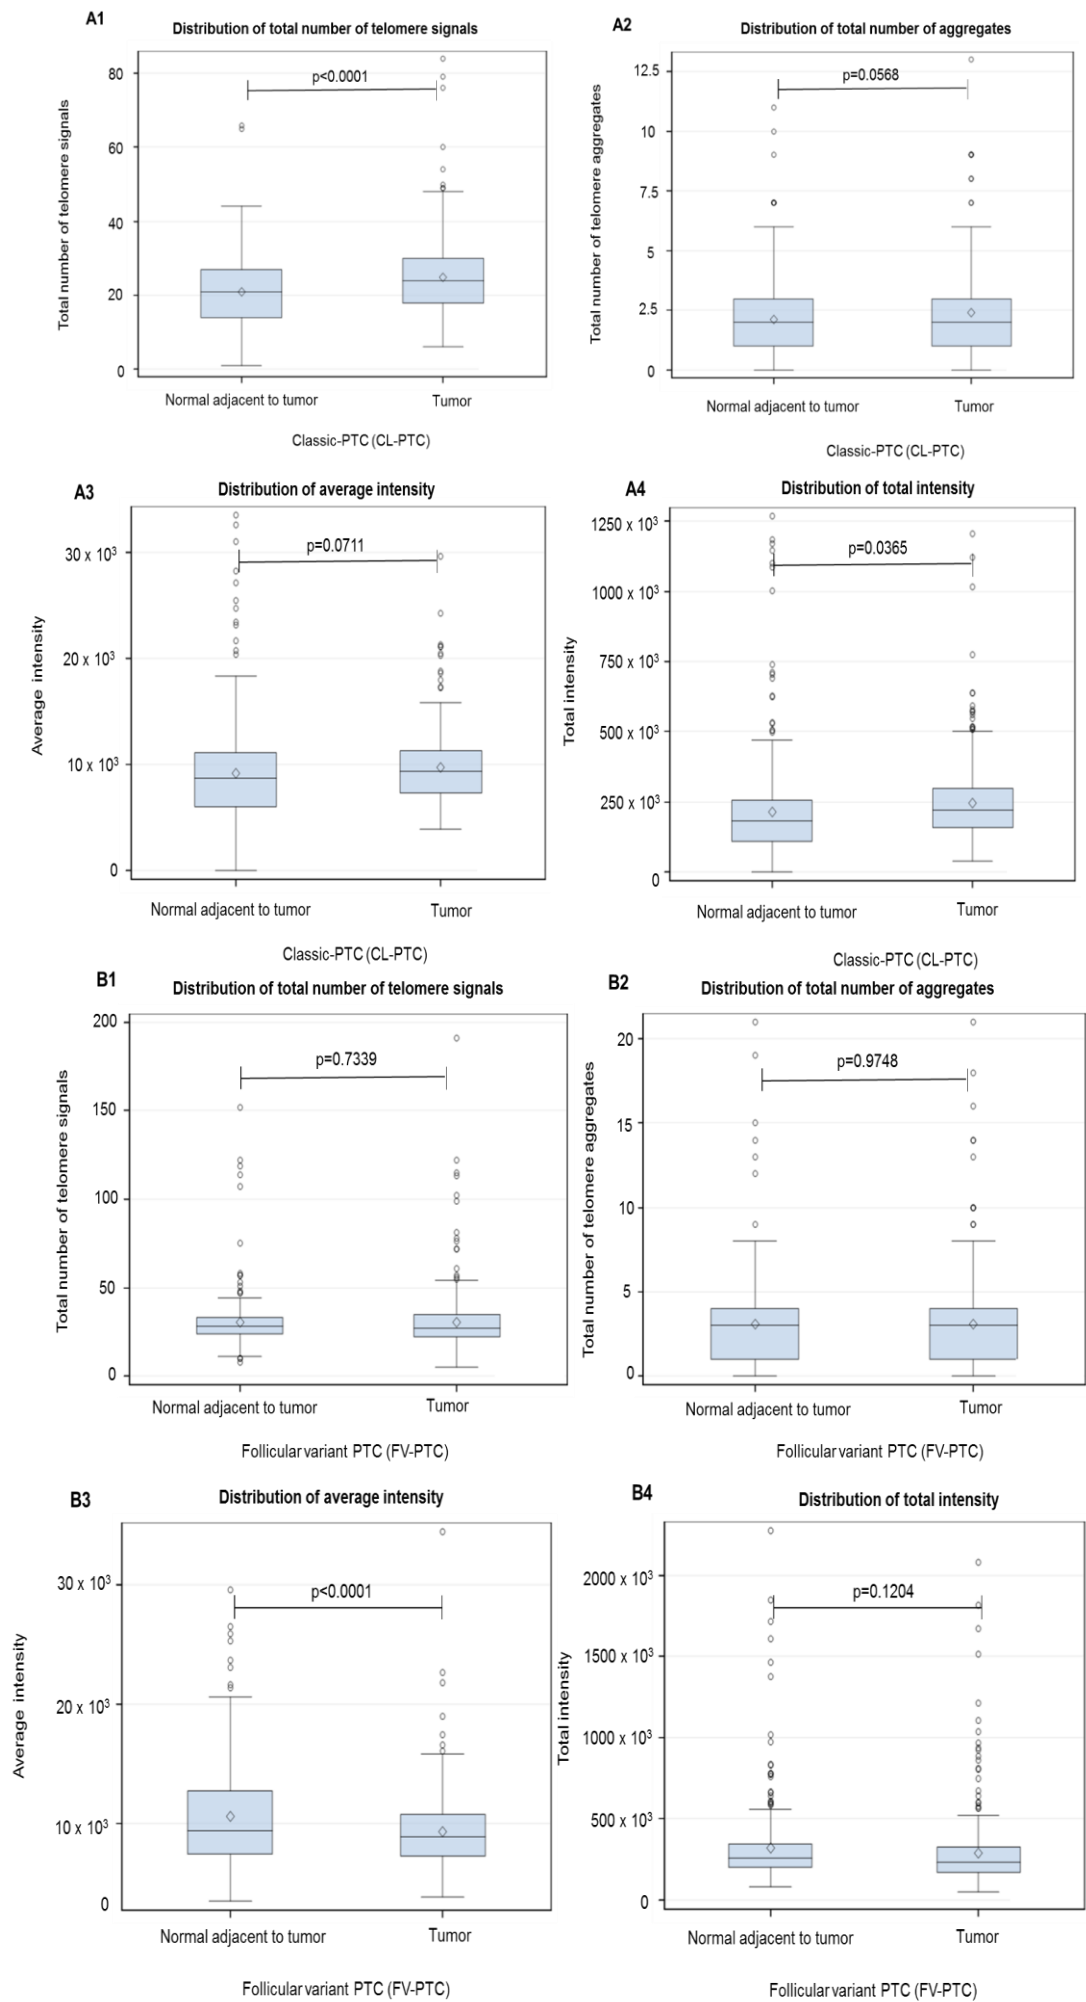 A1
Distribution of total number of telomere signals
Total number of telomere signals
80
60
40
20
0
p<0.0001
Normal adjacent to tumor
Tumor
Classic-PTC (CL-PTC)
A2
Distribution of total number of aggregates
Total number of telomere aggregates
12.5
10
7.5
5
2.5
0
p=0.0568
Normal adjacent to tumor
Tumor
Classic-PTC (CL-PTC)
A3
Distribution of average intensity
Average intensity
30 x 10³
20 x 10³
10 x 10³
0
p=0.0711
Normal adjacent to tumor
Tumor
Classic-PTC (CL-PTC)
A4
Distribution of total intensity
Total intensity
1250 x 10³
1000 x 10³
750 x 10³
500 x 10³
250 x 10³
0
p=0.0365
Normal adjacent to tumor
Tumor
Classic-PTC (CL-PTC)
B1
Distribution of total number of telomere signals
Total number of telomere signals
200
150
100
50
0
p=0.7339
Normal adjacent to tumor
Tumor
Follicular variant PTC (FV-PTC)
B2
Distribution of total number of aggregates
Total number of telomere aggregates
20
15
10
5
0
p=0.9748
Normal adjacent to tumor
Tumor
Follicular variant PTC (FV-PTC)
B3
Distribution of average intensity
Average intensity
30 x 10³
20 x 10³
10 x 10³
0
p<0.0001
Normal adjacent to tumor
Tumor
Follicular variant PTC (FV-PTC)
B4
Distribution of total intensity
Total intensity
2000 x 10³
1500 x 10³
1000 x 10³
500 x 10³
0
p=0.1204
Normal adjacent to tumor
Tumor
Follicular variant PTC (FV-PTC)